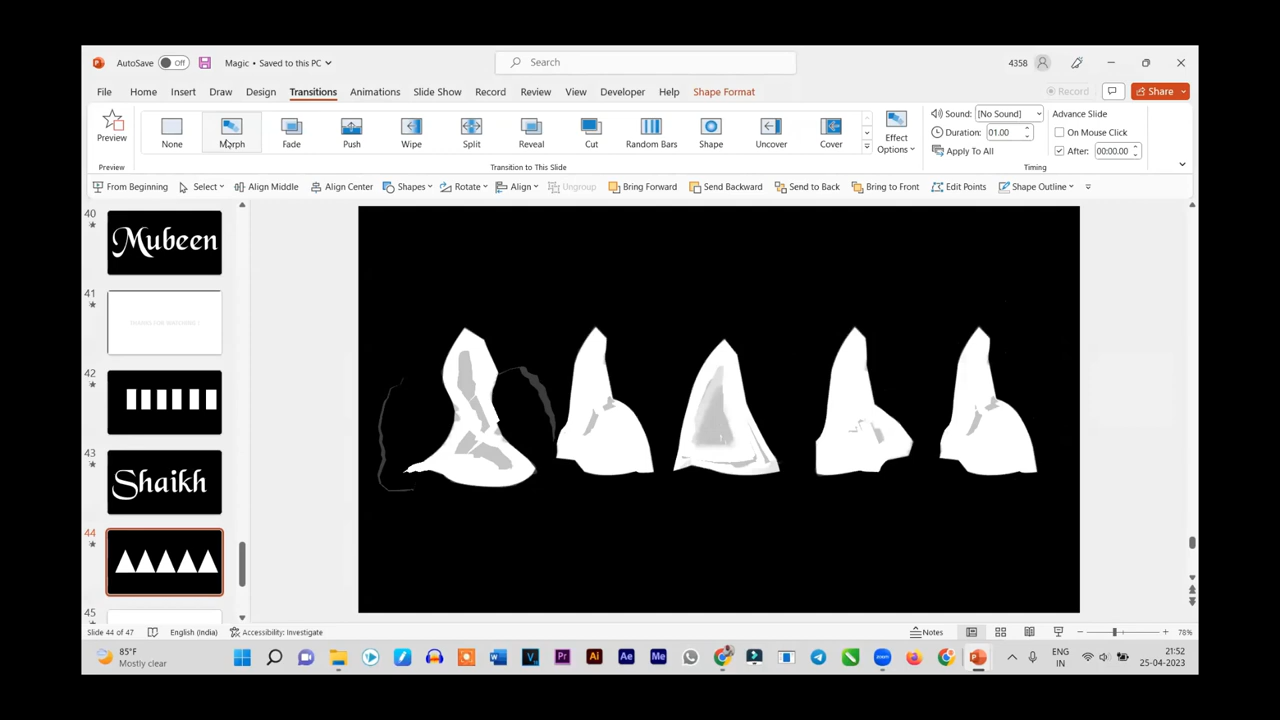 AutoSave Off Magic • Saved to this PC Search 4358
File Home Insert Draw Design Transitions Animations Slide Show Record Review View Developer Help Shape Format Record Share
Preview None Morph Fade Push Wipe Split Reveal Cut Random Bars Shape Uncover Cover Effect Options
Sound: [No Sound] Advance Slide
Duration: 01.00 On Mouse Click
Apply To All After: 00:00.00
Preview Transition to This Slide Timing
From Beginning Select Align Middle Align Center Shapes Rotate Align Ungroup Bring Forward Send Backward Send to Back Bring to Front Edit Points Shape Outline
40
Mubeen
41
THANKS FOR WATCHING !
42
43
Shaikh
44
45
Slide 44 of 47 English (India) Accessibility: Investigate Notes 78%
85°F
Mostly clear
ENG
IN
21:52
25-04-2023